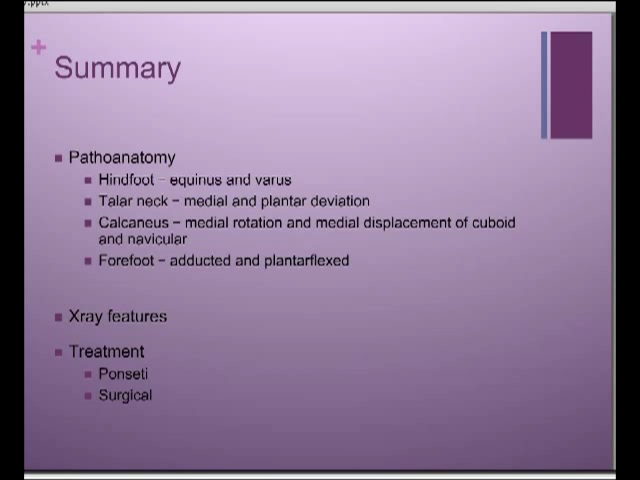 .pptx
+
Summary
Pathoanatomy
Hindfoot – equinus and varus
Talar neck – medial and plantar deviation
Calcaneus – medial rotation and medial displacement of cuboid
and navicular
Forefoot – adducted and plantarflexed
Xray features
Treatment
Ponseti
Surgical